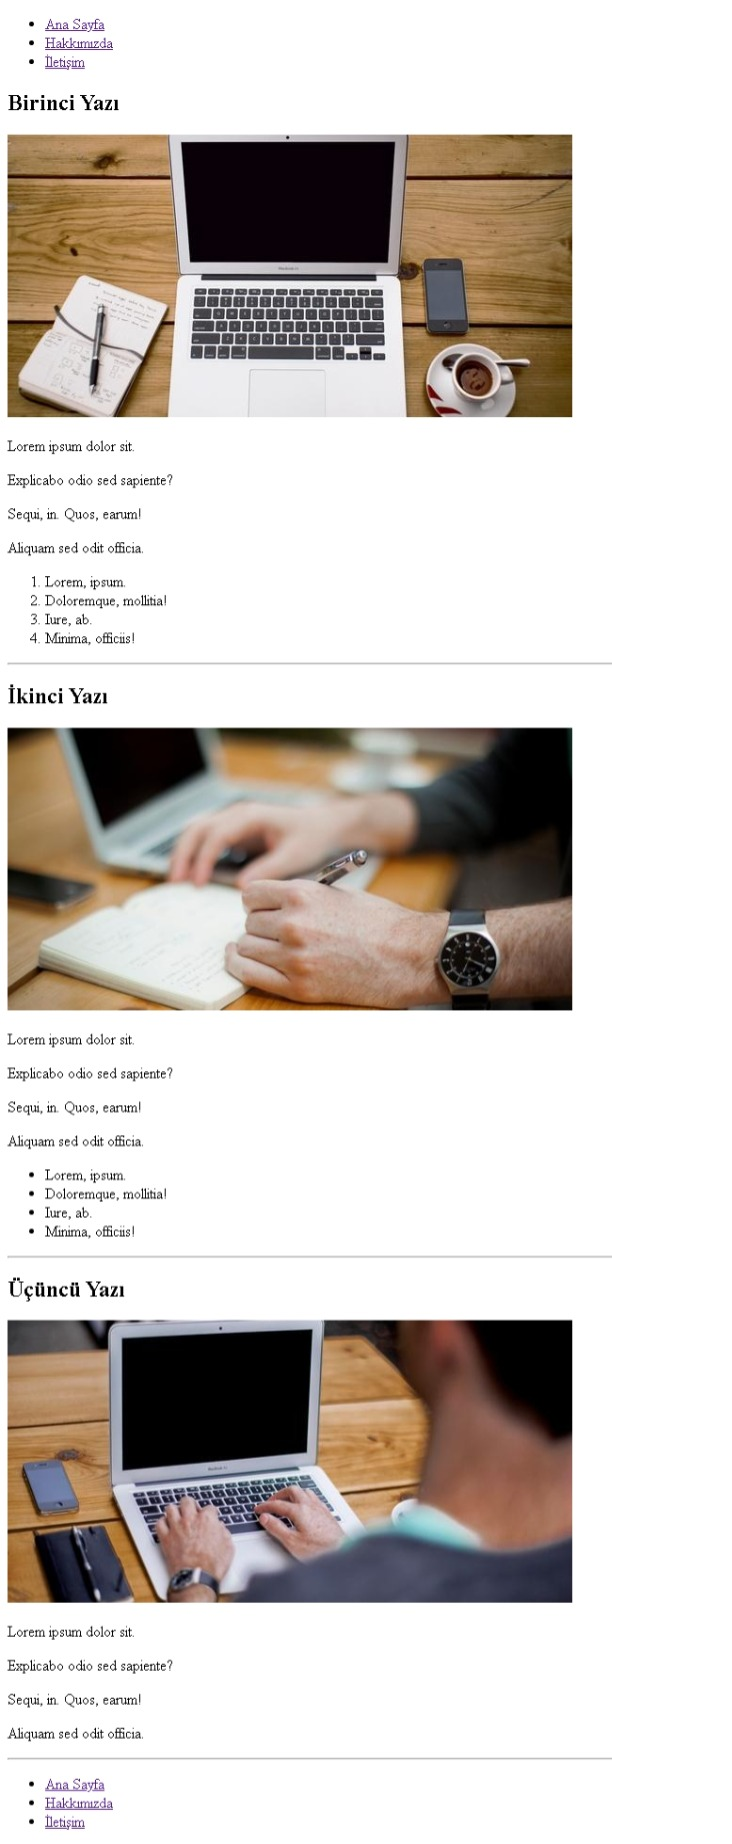 Ana Sayfa
Hakkımızda
İletişim
Birinci Yazı
Lorem ipsum dolor sit.
Explicabo odio sed sapiente?
Sequi, in. Quos, earum!
Aliquam sed odit officia.
1. Lorem, ipsum.
2. Doloremque, mollitia!
3. Iure, ab.
4. Minima, officiis!
İkinci Yazı
Lorem ipsum dolor sit.
Explicabo odio sed sapiente?
Sequi, in. Quos, earum!
Aliquam sed odit officia.
Lorem, ipsum.
Doloremque, mollitia!
Iure, ab.
Minima, officiis!
Üçüncü Yazı
Lorem ipsum dolor sit.
Explicabo odio sed sapiente?
Sequi, in. Quos, earum!
Aliquam sed odit officia.
Ana Sayfa
Hakkımızda
İletişim